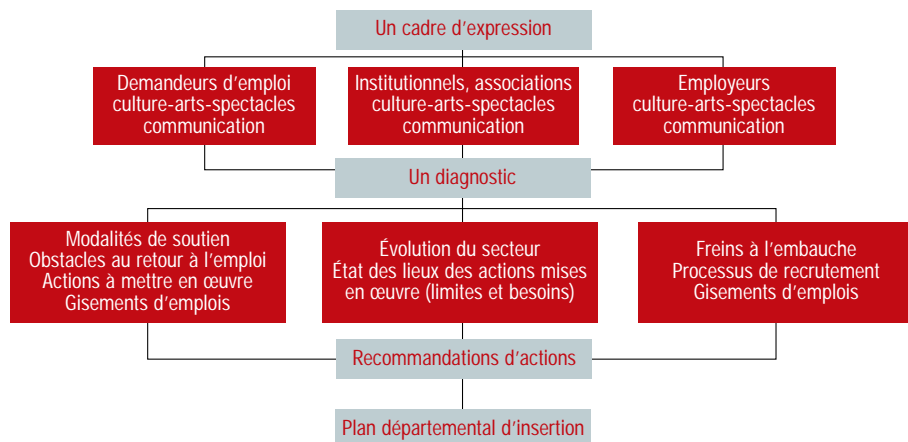 Un cadre d'expression
Demandeurs d'emploi
culture-arts-spectacles
communication
Institutionnels, associations
culture-arts-spectacles
communication
Employeurs
culture-arts-spectacles
communication
Un diagnostic
Modalités de soutien
Obstacles au retour à l'emploi
Actions à mettre en œuvre
Gisements d'emplois
Évolution du secteur
État des lieux des actions mises
en œuvre (limites et besoins)
Freins à l'embauche
Processus de recrutement
Gisements d'emplois
Recommandations d'actions
Plan départemental d'insertion